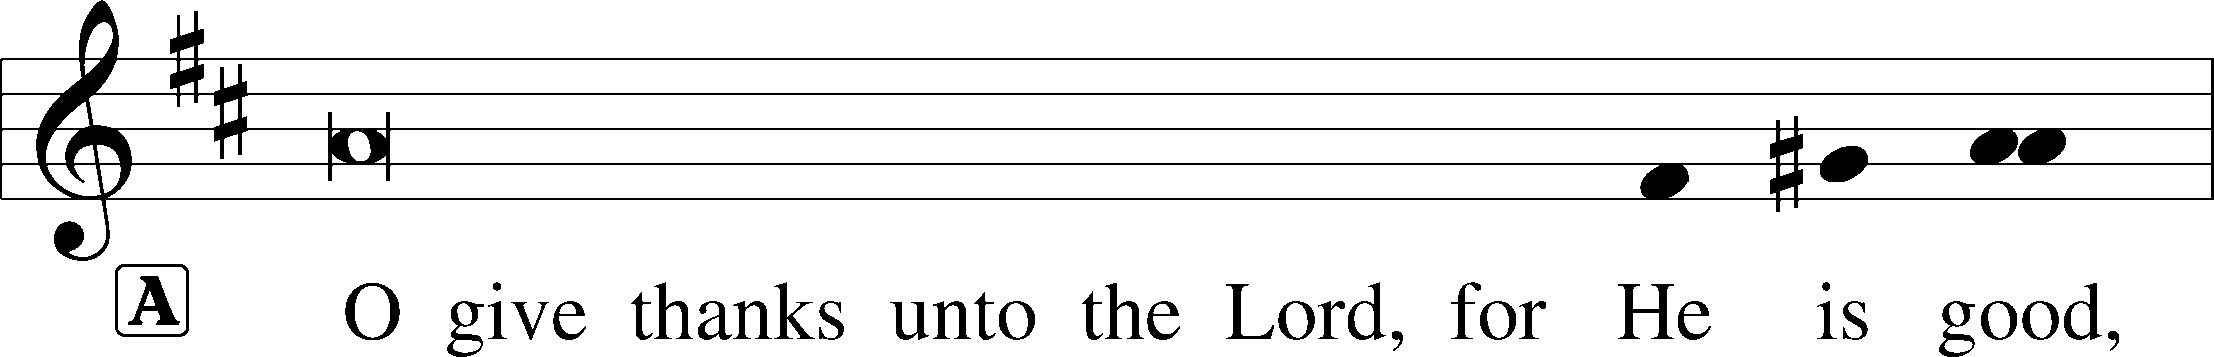 A O give thanks unto the Lord, for He is good,